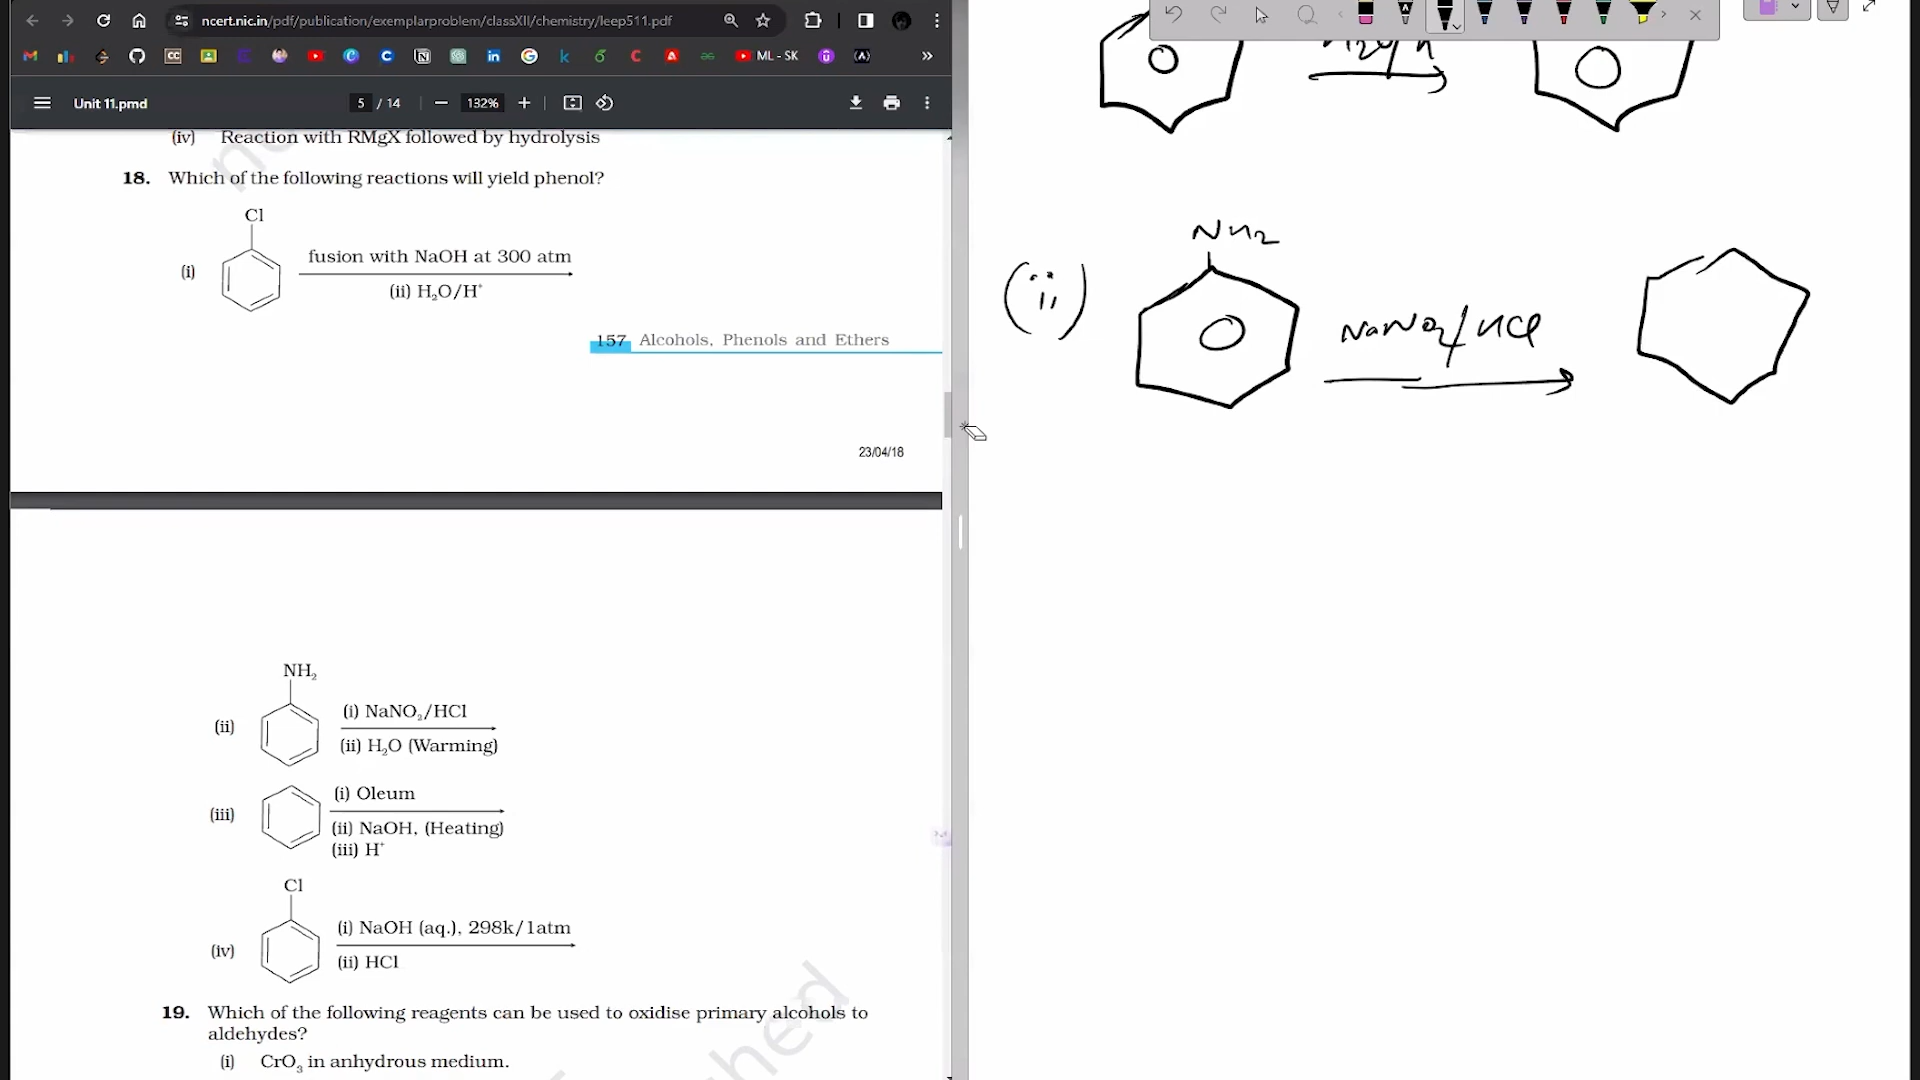 ncert.nic.in/pdf/publication/exemplarproblem/classXII/chemistry/leep511.pdf
ML - SK
Unit 11.pmd
5 / 14
132%
(iv) Reaction with RMgX followed by hydrolysis
18. Which of the following reactions will yield phenol?
Cl
(i)
fusion with NaOH at 300 atm
(ii) H₂O/H⁺
157 Alcohols, Phenols and Ethers
23/04/18
NH₂
(ii)
(i) NaNO₂/HCl
(ii) H₂O (Warming)
(iii)
(i) Oleum
(ii) NaOH, (Heating)
(iii) H⁺
Cl
(iv)
(i) NaOH (aq.), 298k/1atm
(ii) HCl
19. Which of the following reagents can be used to oxidise primary alcohols to
aldehydes?
(i) CrO₃ in anhydrous medium.
NH₂
(ii)
NaNO₂/HCl